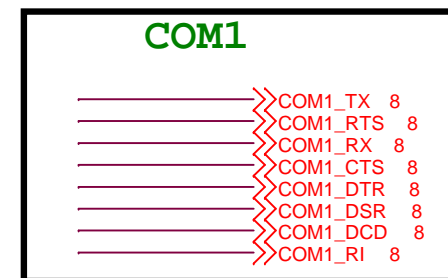 COM1
COM1_TX 8
COM1_RTS 8
COM1_RX 8
COM1_CTS 8
COM1_DTR 8
COM1_DSR 8
COM1_DCD 8
COM1_RI 8